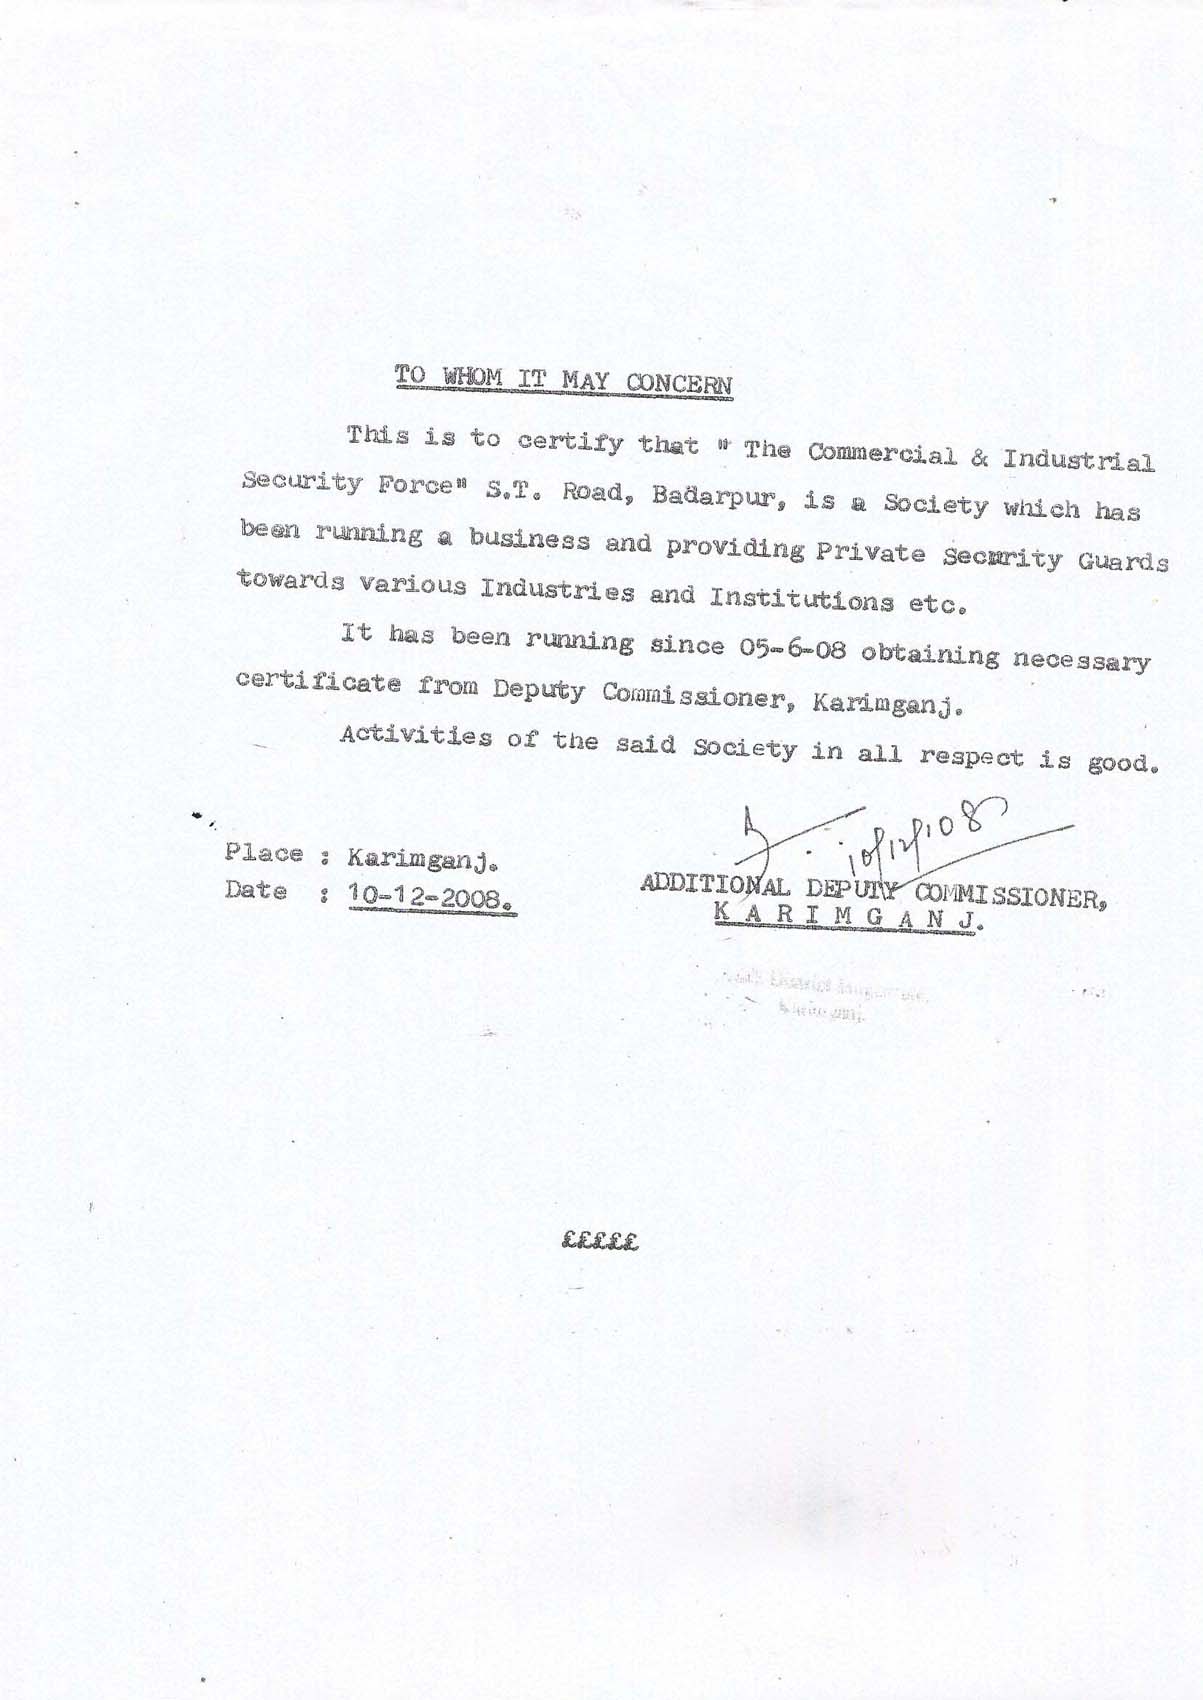 TO WHOM IT MAY CONCERN
This is to certify that " The Commercial & Industrial
Security Force" S.T. Road, Badarpur, is a Society which has
been running a business and providing Private Security Guards
towards various Industries and Institutions etc.
It has been running since 05-6-08 obtaining necessary
certificate from Deputy Commissioner, Karimganj.
Activities of the said Society in all respect is good.
10/12/08
Place : Karimganj.
Date : 10-12-2008.
ADDITIONAL DEPUTY COMMISSIONER,
K A R I M G A N J.
District
£££££